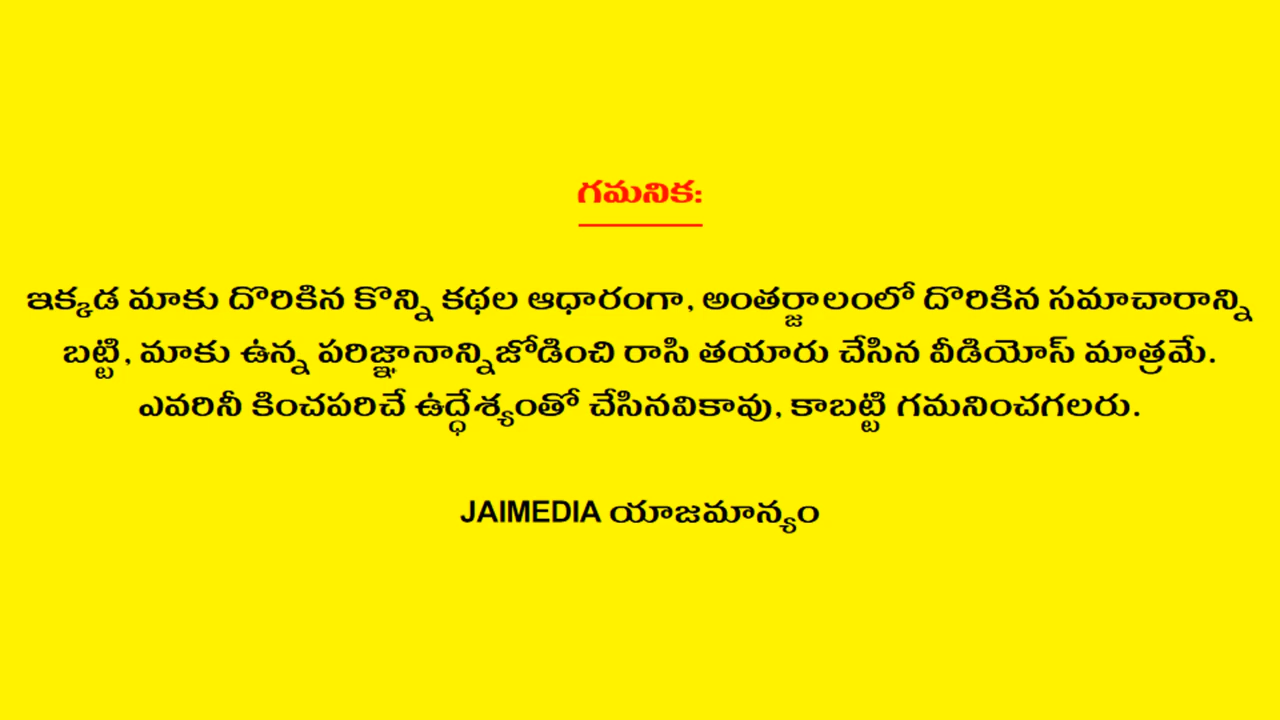 గమనిక:
ఇక్కడ మాకు దొరికిన కొన్ని కథల ఆధారంగా, అంతర్జాలంలో దొరికిన సమాచారాన్ని
బట్టి, మాకు ఉన్న పరిజ్ఞానాన్నిజోడించి రాసి తయారు చేసిన వీడియోస్ మాత్రమే.
ఎవరినీ కించపరిచే ఉద్ధేశ్యంతో చేసినవికావు, కాబట్టి గమనించగలరు.
JAIMEDIA యాజమాన్యం